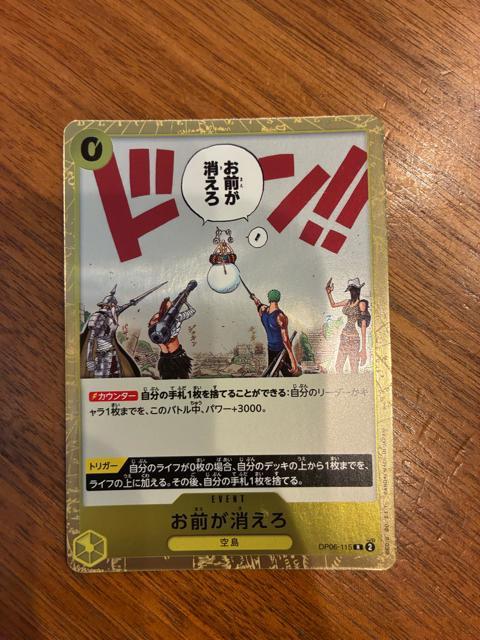 0
ドン!!
お前が
消えろ
!
カウンター 自分の手札1枚を捨てることができる:自分のリーダーかキ
ャラ1枚までを、このバトル中、パワー+3000。
トリガー 自分のライフが0枚の場合、自分のデッキの上から1枚までを、
ライフの上に加える。その後、自分の手札1枚を捨てる。
EVENT
お前が消えろ
空島
OP06-115 R 2